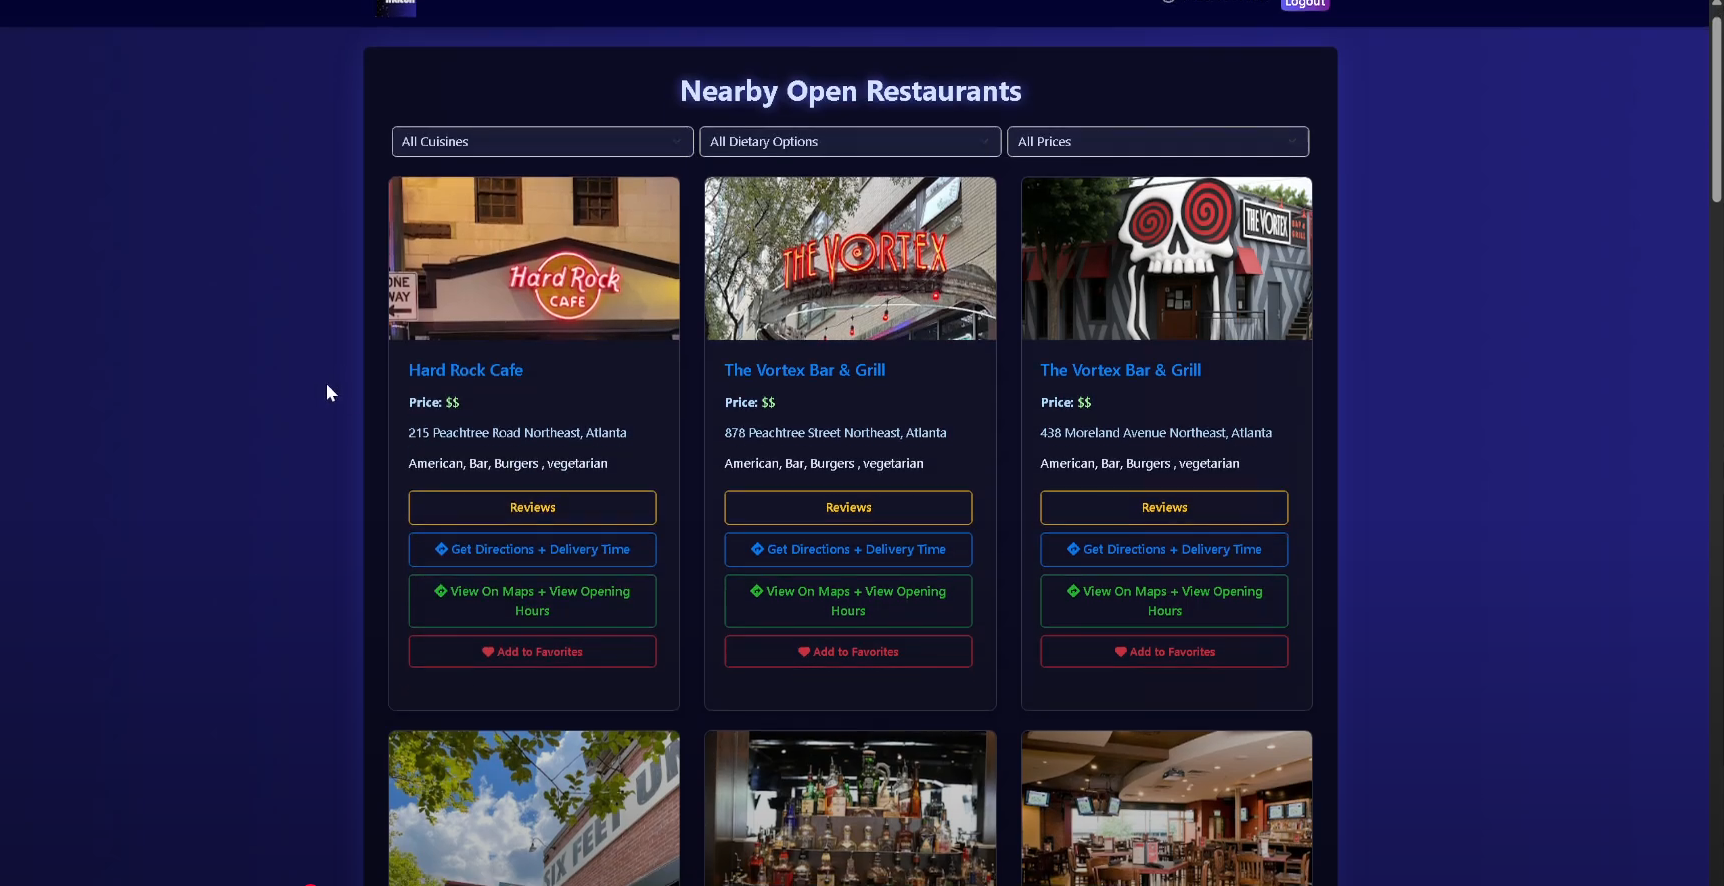 Logout
Nearby Open Restaurants
All Cuisines
All Dietary Options
All Prices
ONE
WAY
Hard Rock
CAFE
THE VORTEX
THE VORTEX
BAR &
GRILL
Hard Rock Cafe
Price: $$
215 Peachtree Road Northeast, Atlanta
American, Bar, Burgers , vegetarian
Reviews
Get Directions + Delivery Time
View On Maps + View Opening
Hours
Add to Favorites
The Vortex Bar & Grill
Price: $$
878 Peachtree Street Northeast, Atlanta
American, Bar, Burgers , vegetarian
Reviews
Get Directions + Delivery Time
View On Maps + View Opening
Hours
Add to Favorites
The Vortex Bar & Grill
Price: $$
438 Moreland Avenue Northeast, Atlanta
American, Bar, Burgers , vegetarian
Reviews
Get Directions + Delivery Time
View On Maps + View Opening
Hours
Add to Favorites
SIX FEET